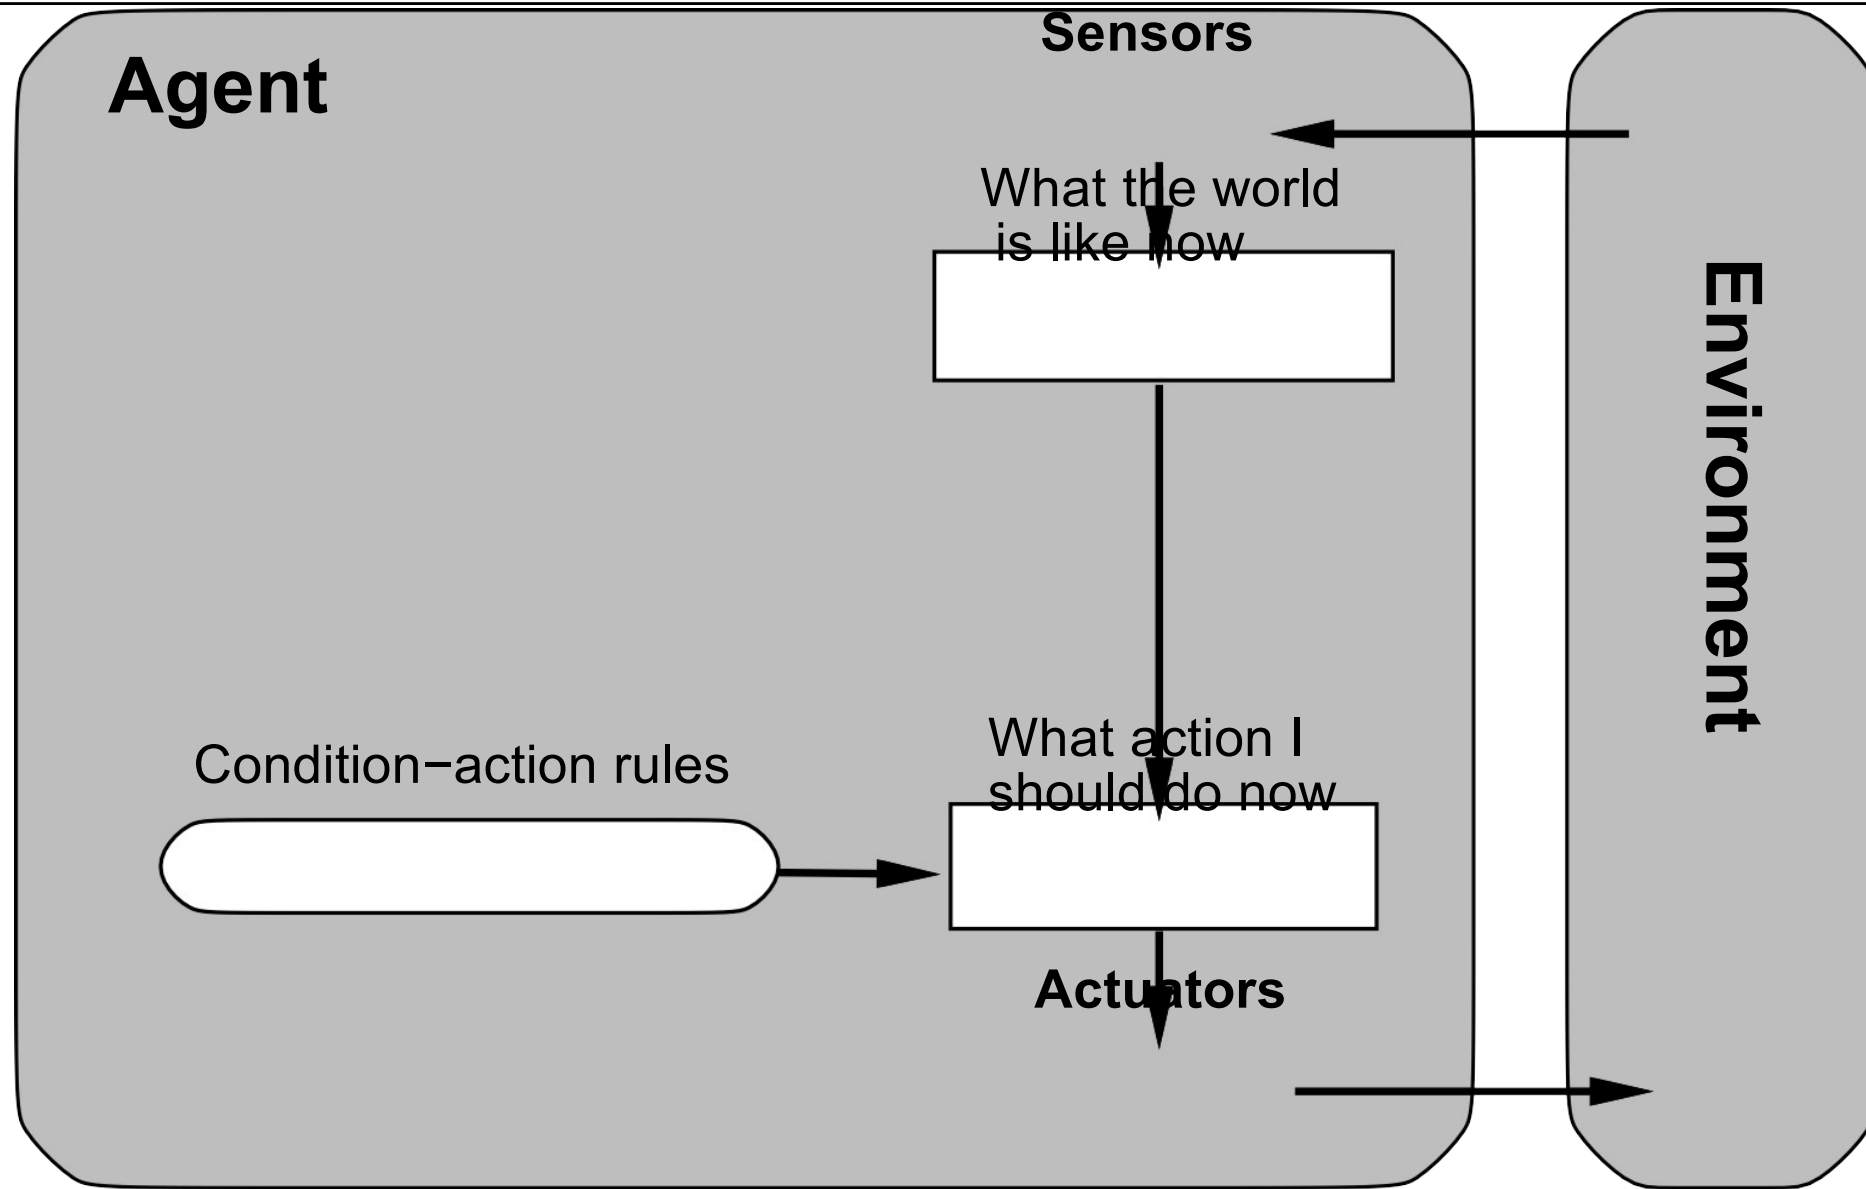 Sensors
Agent
What the world
is like now
Environment
What action I
should do now
Condition−action rules
Actuators